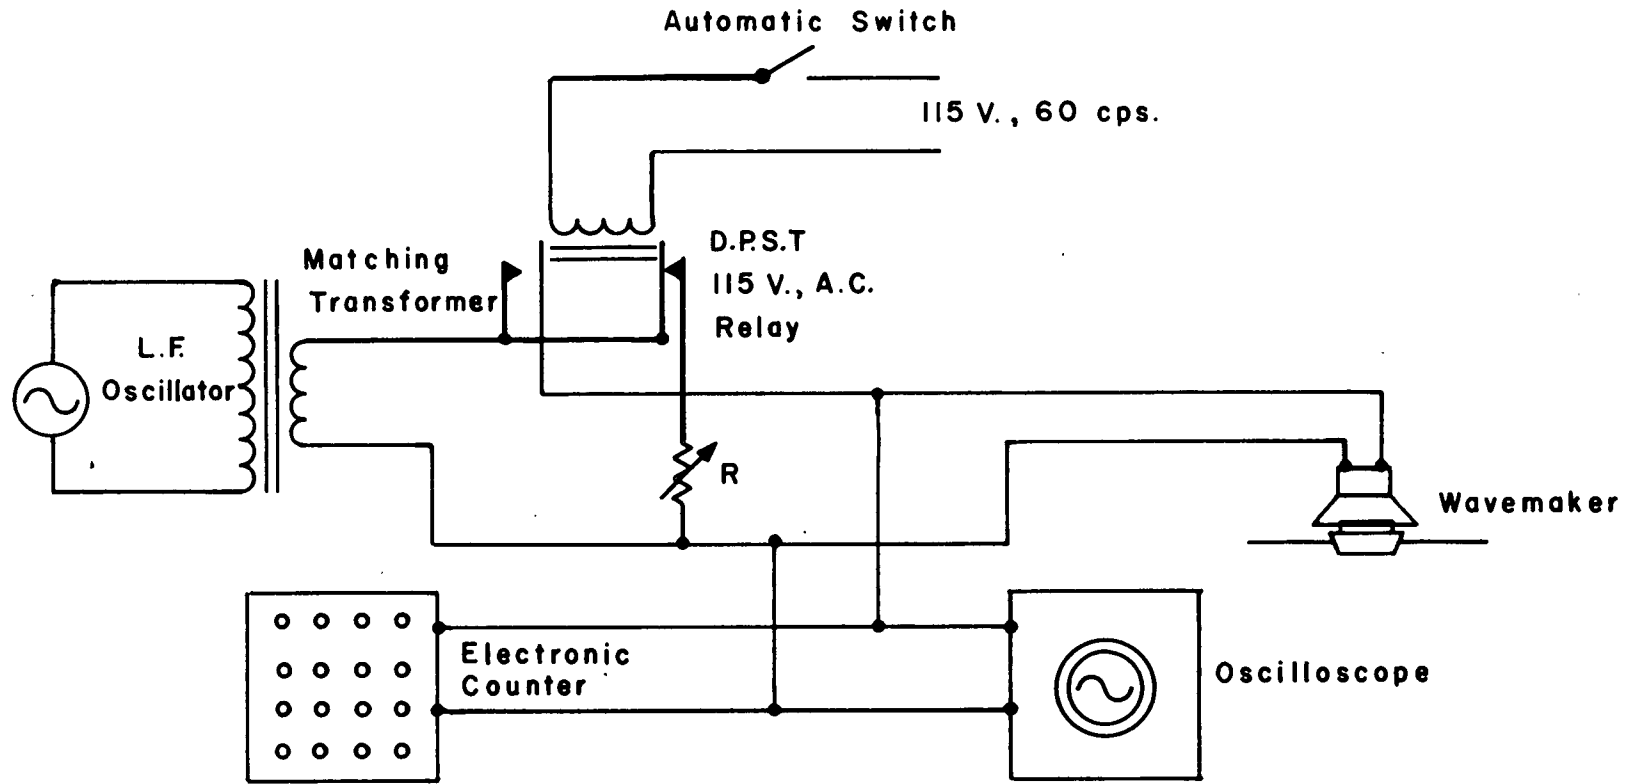 Automatic Switch
115 V., 60 cps.
D.P.S.T
115 V., A.C.
Relay
Matching
Transformer
L.F.
Oscillator
R
Wavemaker
Electronic
Counter
Oscilloscope